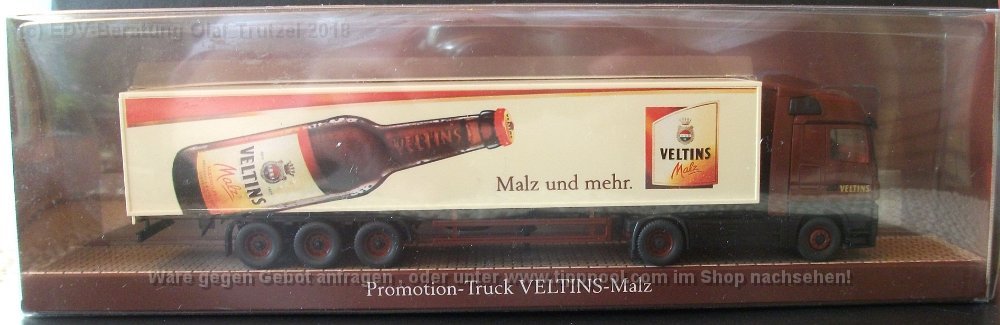 (c) EDV-Beratung Olaf Trutzel 2018
VELTINS
VELTINS
Malz
Malz und mehr.
VELTINS
Malz
VELTINS
Ware gegen Gebot anfragen , oder unter www.tipppool.com im Shop nachsehen!
Promotion-Truck VELTINS-Malz